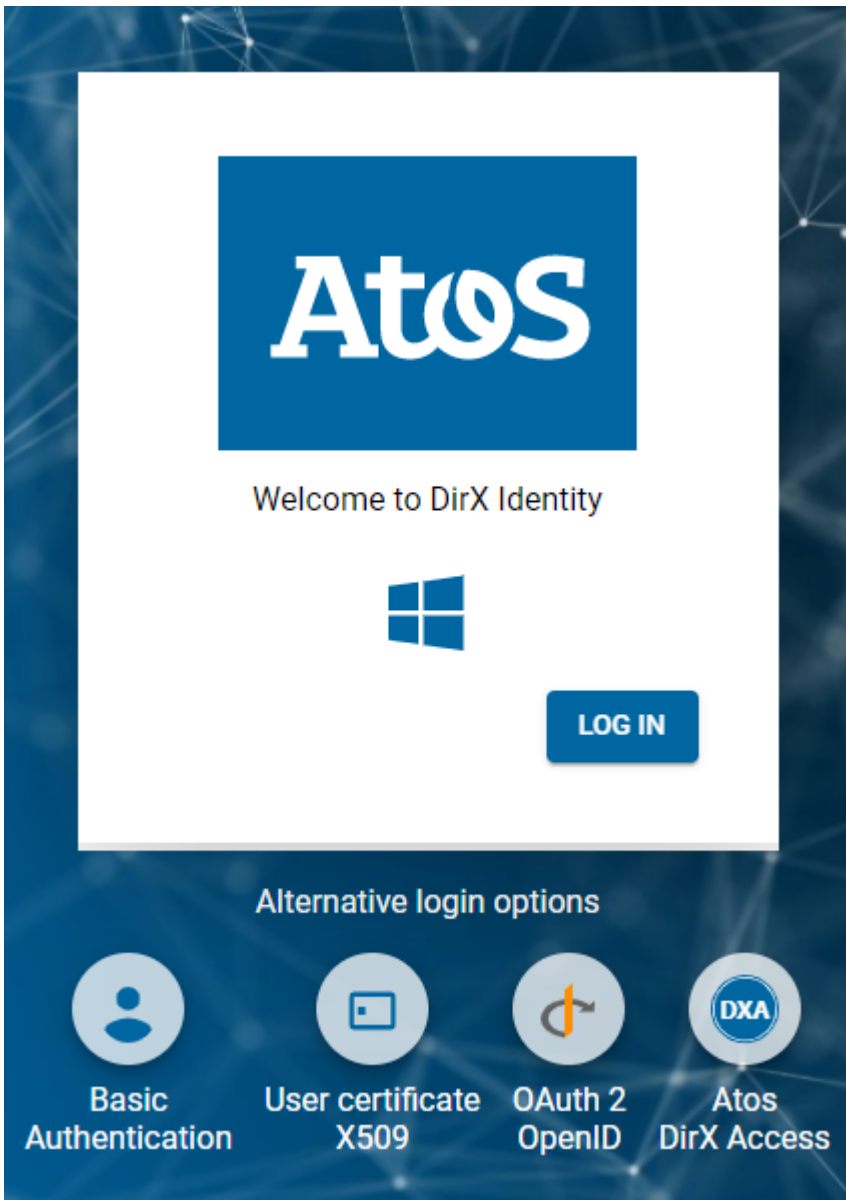 Atos
Welcome to DirX Identity
LOG IN
Alternative login options
Basic
Authentication
User certificate
X509
OAuth 2
OpenID
DXA
Atos
DirX Access